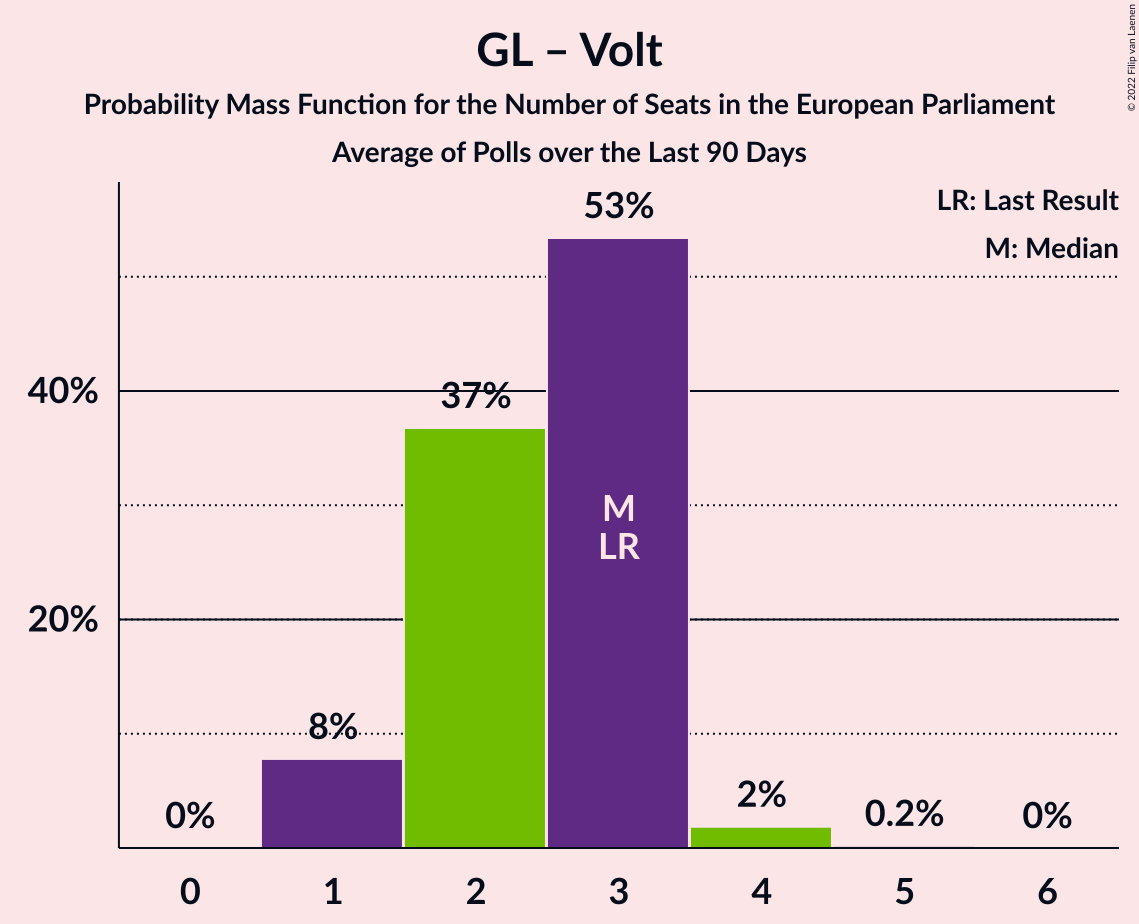 GL – Volt
Probability Mass Function for the Number of Seats in the European Parliament
Average of Polls over the Last 90 Days
© 2022 Filip van Laenen
LR: Last Result
M: Median
53%
40%
37%
M
LR
20%
8%
2%
0%
0.2%
0%
0 1 2 3 4 5 6